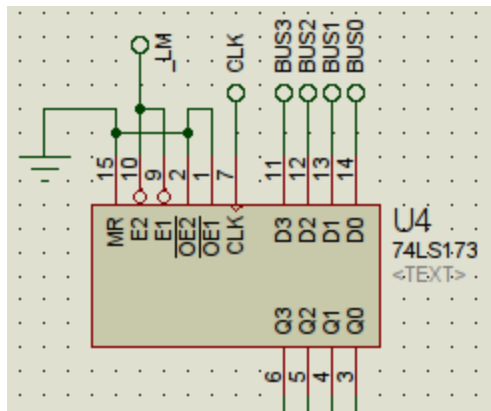 _LM
CLK
BUS3
BUS2
BUS1
BUS0
15
10
9
2
1
7
11
12
13
14
MR
E2
E1
OE2
OE1
CLK
D3
D2
D1
D0
U4
74LS173
<TEXT>
Q3
Q2
Q1
Q0
6
5
4
3